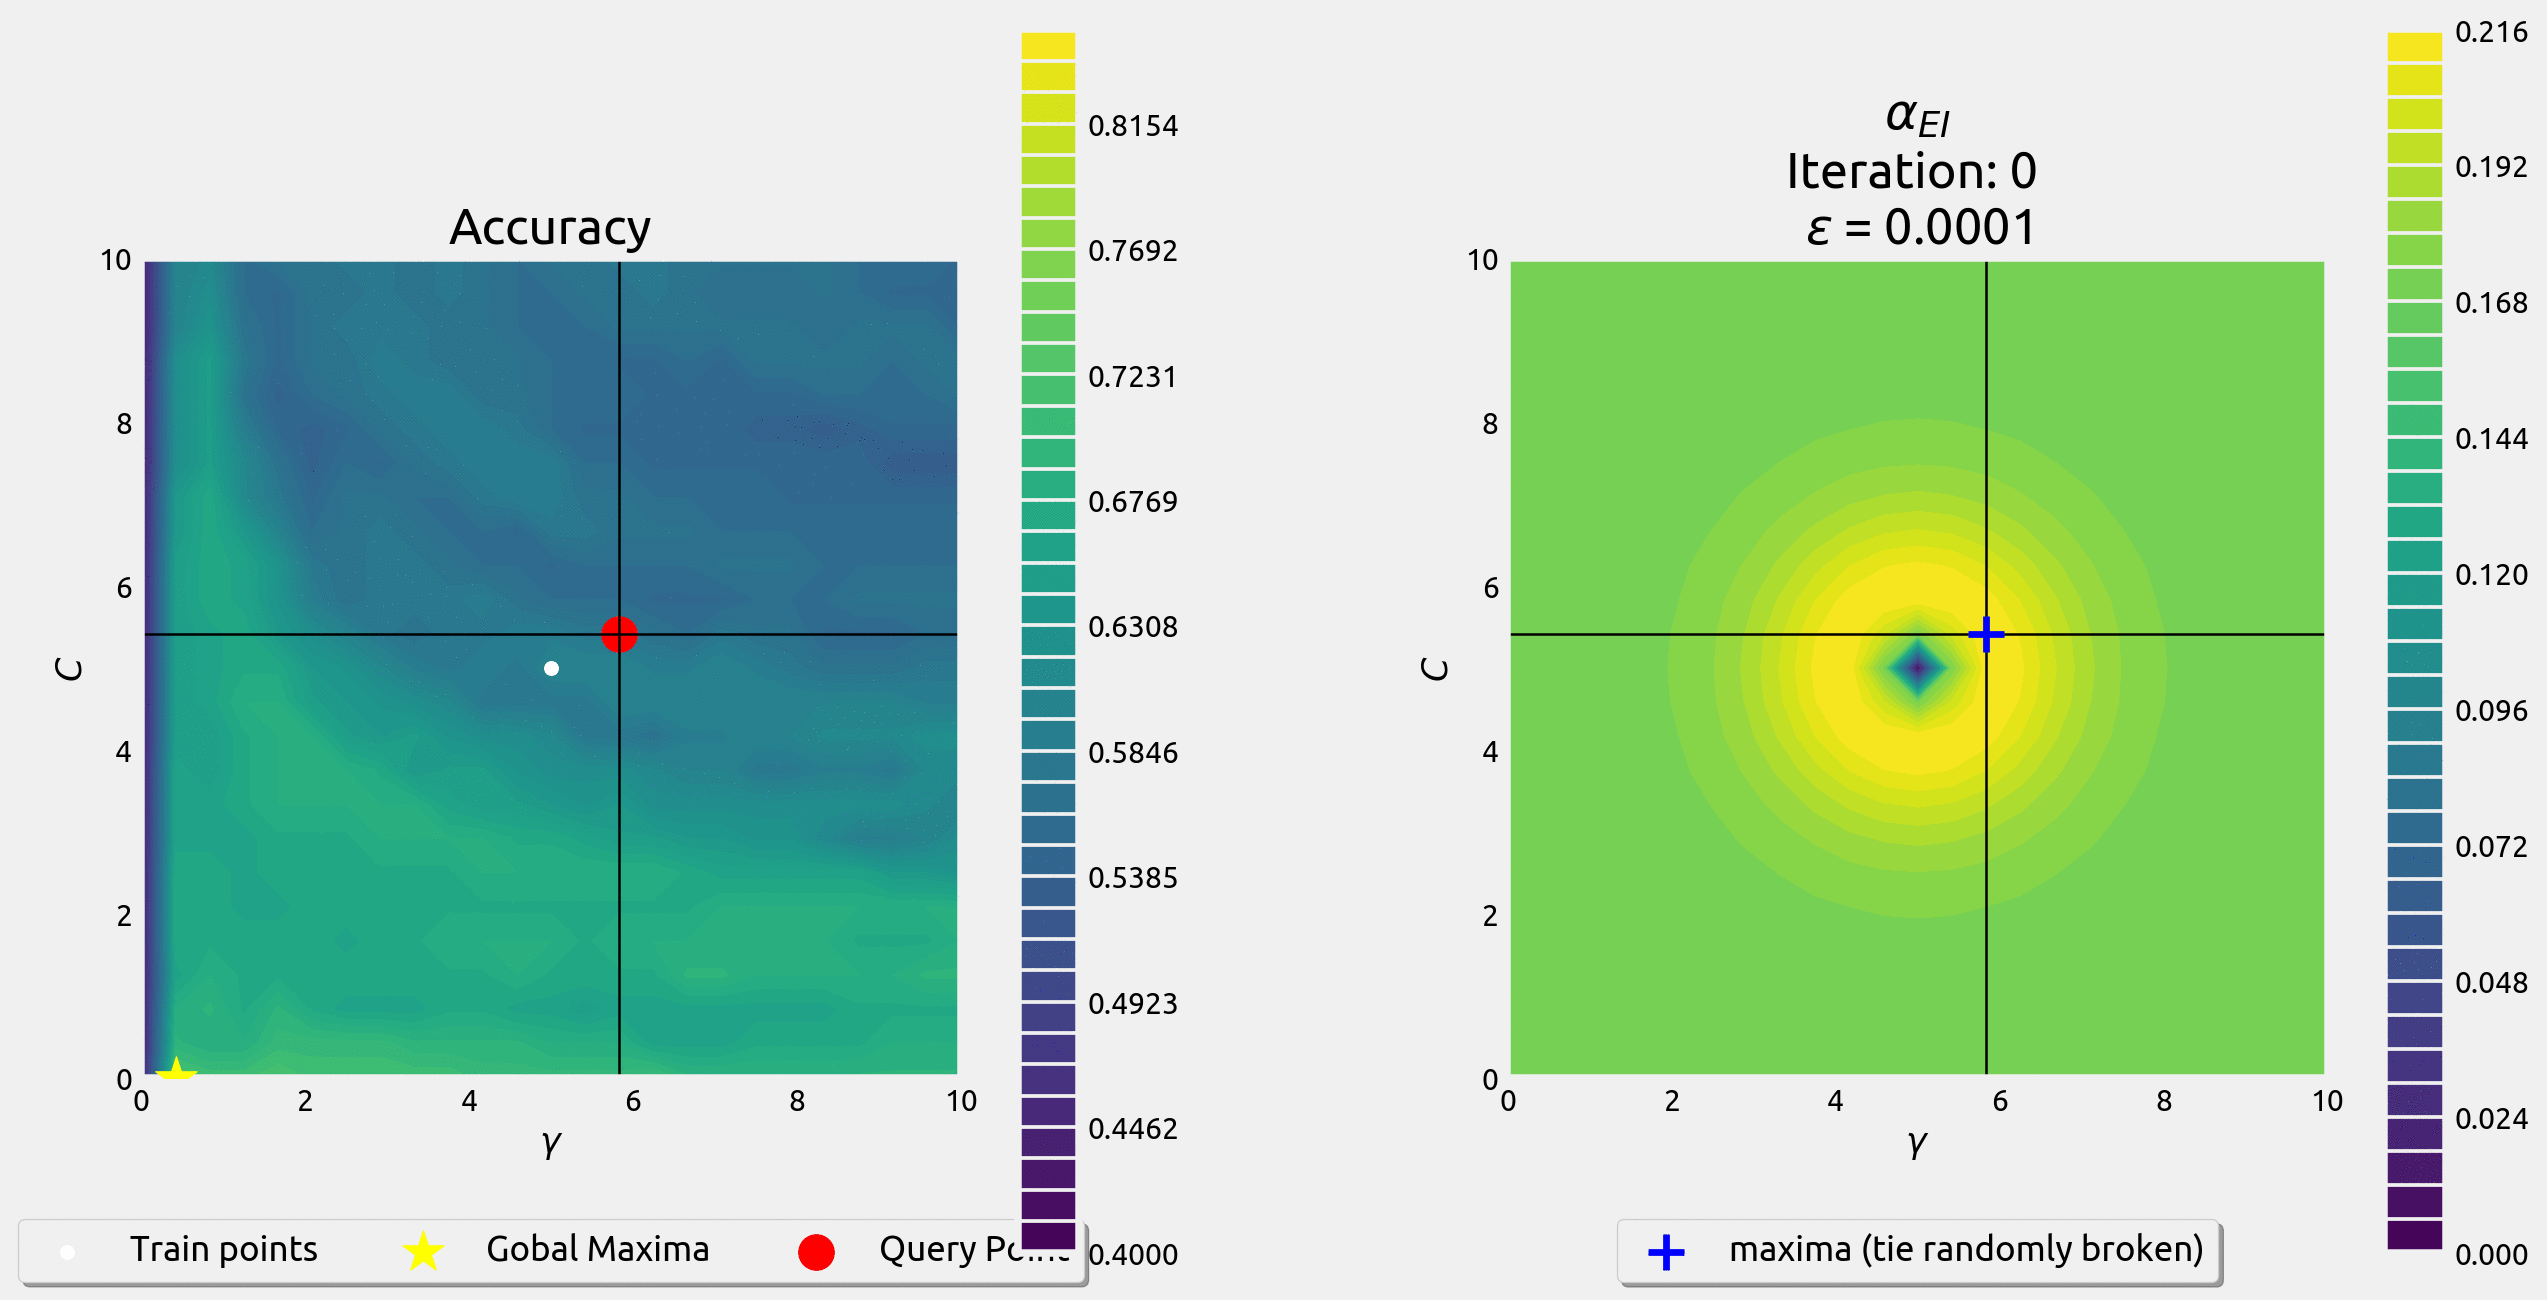 Accuracy
10
8
6
4
2
0
C
0 2 4 6 8 10
γ
0.8154
0.7692
0.7231
0.6769
0.6308
0.5846
0.5385
0.4923
0.4462
0.4000
Train points
Gobal Maxima
Query Point
α_EI
Iteration: 0
ε = 0.0001
10
8
6
4
2
0
C
0 2 4 6 8 10
γ
0.216
0.192
0.168
0.144
0.120
0.096
0.072
0.048
0.024
0.000
maxima (tie randomly broken)